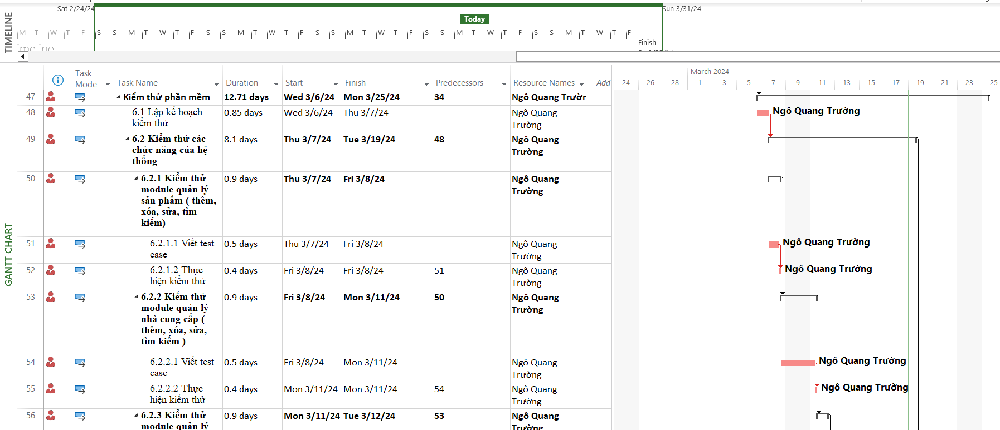 Sat 2/24/24
Sun 3/31/24
TIMELINE
Today
M T W T F S S M T W T F S S M T W T F S S M T W T F S S M T W T F
Finish
GANTT CHART
Task Mode Task Name Duration Start Finish Predecessors Resource Names Add
March 2024
24 26 28 1 3 5 7 9 11 13 15 17 19 21 23 25
47 Kiểm thử phần mềm 12.71 days Wed 3/6/24 Mon 3/25/24 34 Ngô Quang Trườn
48 6.1 Lập kế hoạch 0.85 days Wed 3/6/24 Thu 3/7/24 Ngô Quang Ngô Quang Trường
kiểm thử Trường
49 6.2 Kiểm thử các 8.1 days Thu 3/7/24 Tue 3/19/24 48 Ngô Quang
chức năng của hệ Trường
thống
50 6.2.1 Kiểm thử 0.9 days Thu 3/7/24 Fri 3/8/24 Ngô Quang
module quản lý Trường
sản phẩm ( thêm,
xóa, sửa, tìm
kiếm)
51 6.2.1.1 Viết test 0.5 days Thu 3/7/24 Fri 3/8/24 Ngô Quang Ngô Quang Trường
case Trường
52 6.2.1.2 Thực 0.4 days Fri 3/8/24 Fri 3/8/24 51 Ngô Quang Ngô Quang Trường
hiện kiểm thử Trường
53 6.2.2 Kiểm thử 0.9 days Fri 3/8/24 Mon 3/11/24 50 Ngô Quang
module quản lý Trường
nhà cung cấp (
thêm, xóa, sửa,
tìm kiếm )
54 6.2.2.1 Viết test 0.5 days Fri 3/8/24 Mon 3/11/24 Ngô Quang Ngô Quang Trường
case Trường
55 6.2.2.2 Thực 0.4 days Mon 3/11/24 Mon 3/11/24 54 Ngô Quang Ngô Quang Trường
hiện kiểm thử Trường
56 6.2.3 Kiểm thử 0.9 days Mon 3/11/24 Tue 3/12/24 53 Ngô Quang
module quản lý Trường